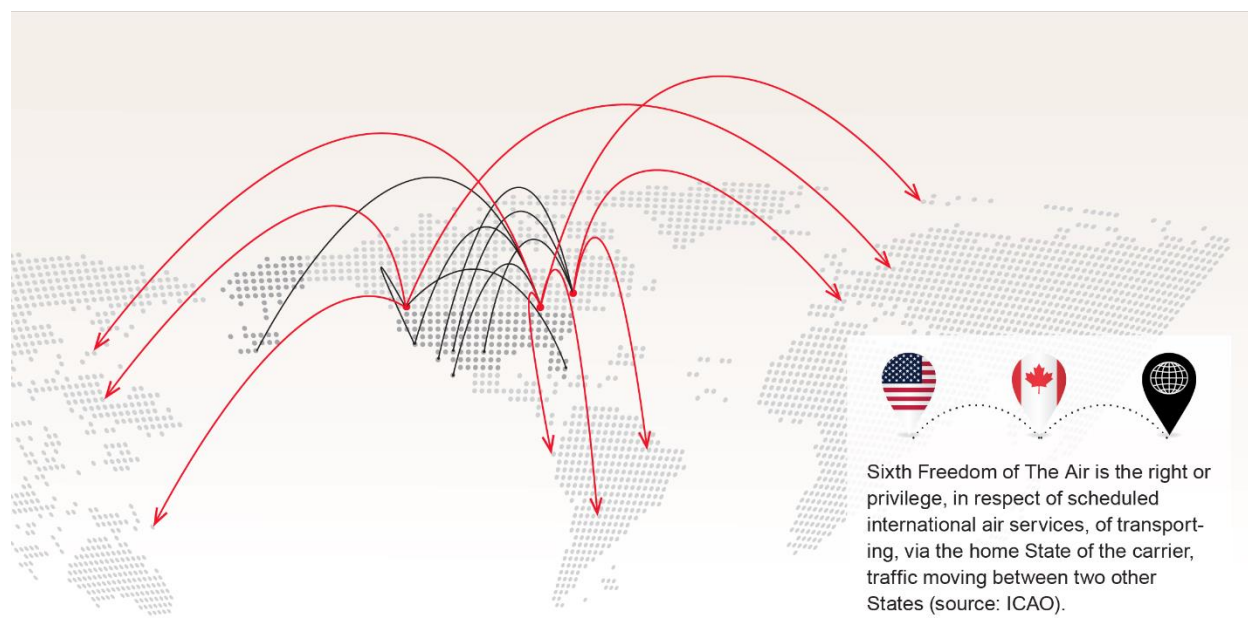 Sixth Freedom of The Air is the right or
privilege, in respect of scheduled
international air services, of transport-
ing, via the home State of the carrier,
traffic moving between two other
States (source: ICAO).